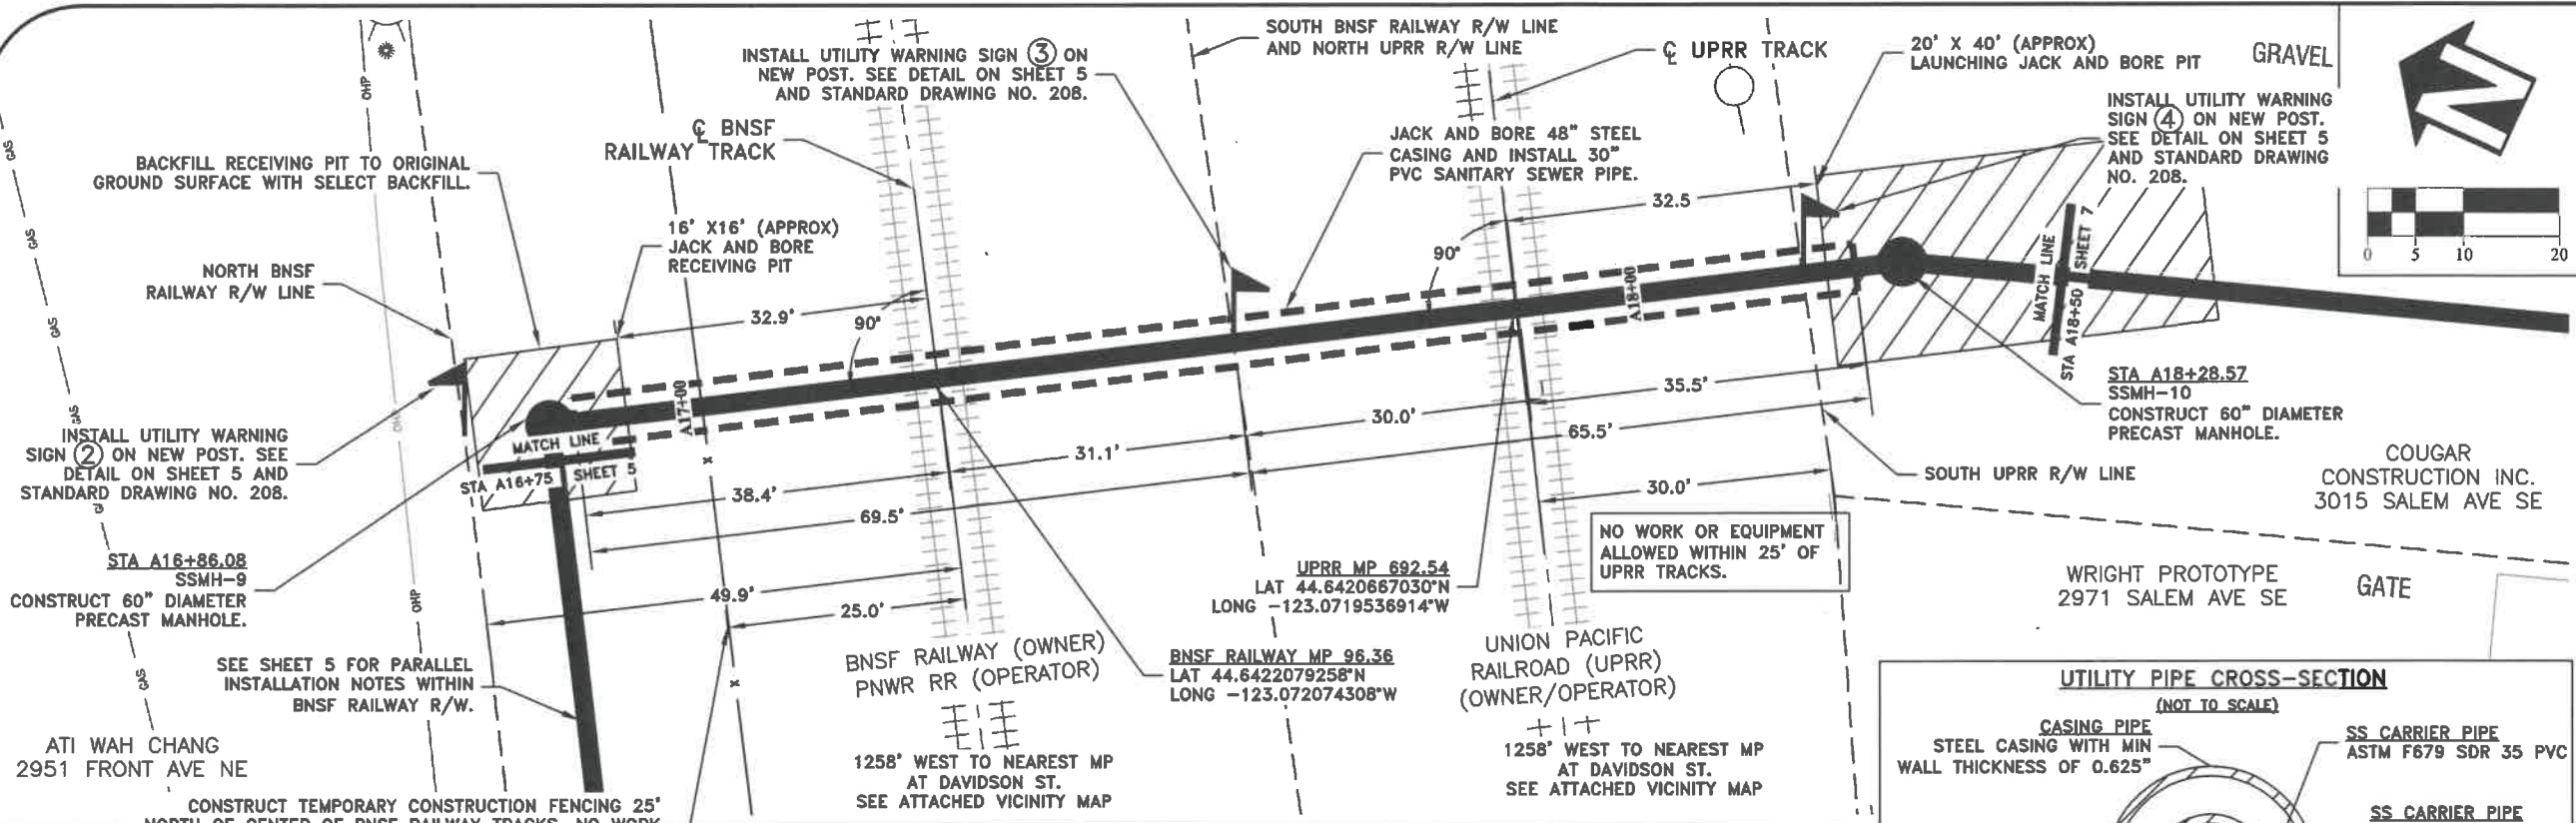 SOUTH BNSF RAILWAY R/W LINE
AND NORTH UPRR R/W LINE
℄ UPRR TRACK
20' X 40' (APPROX)
LAUNCHING JACK AND BORE PIT
GRAVEL
N
INSTALL UTILITY WARNING SIGN ③ ON
NEW POST. SEE DETAIL ON SHEET 5
AND STANDARD DRAWING NO. 208.
INSTALL UTILITY WARNING
SIGN ④ ON NEW POST.
SEE DETAIL ON SHEET 5
AND STANDARD DRAWING
NO. 208.
OHP
℄ BNSF
RAILWAY TRACK
JACK AND BORE 48" STEEL
CASING AND INSTALL 30"
PVC SANITARY SEWER PIPE.
GAS
BACKFILL RECEIVING PIT TO ORIGINAL
GROUND SURFACE WITH SELECT BACKFILL.
0 5 10 20
16' X16' (APPROX)
JACK AND BORE
RECEIVING PIT
32.5
90°
GAS
NORTH BNSF
RAILWAY R/W LINE
MATCH LINE
STA A18+50 SHEET 7
32.9'
90°
A18+00
GAS
STA A18+28.57
SSMH-10
CONSTRUCT 60" DIAMETER
PRECAST MANHOLE.
A17+00
35.5'
30.0'
65.5'
31.1'
OHP
INSTALL UTILITY WARNING
SIGN ② ON NEW POST. SEE
DETAIL ON SHEET 5 AND
STANDARD DRAWING NO. 208.
MATCH LINE
STA A16+75 SHEET 5
38.4'
69.5'
30.0'
SOUTH UPRR R/W LINE
COUGAR
CONSTRUCTION INC.
3015 SALEM AVE SE
NO WORK OR EQUIPMENT
ALLOWED WITHIN 25' OF
UPRR TRACKS.
GAS
STA A16+86.08
SSMH-9
CONSTRUCT 60" DIAMETER
PRECAST MANHOLE.
OHP
49.9'
25.0'
UPRR MP 692.54
LAT 44.6420667030°N
LONG -123.0719536914°W
WRIGHT PROTOTYPE
2971 SALEM AVE SE
GATE
BNSF RAILWAY (OWNER)
PNWR RR (OPERATOR)
BNSF RAILWAY MP 96.36
LAT 44.6422079258°N
LONG -123.072074308°W
UNION PACIFIC
RAILROAD (UPRR)
(OWNER/OPERATOR)
SEE SHEET 5 FOR PARALLEL
INSTALLATION NOTES WITHIN
BNSF RAILWAY R/W.
GAS
ATI WAH CHANG
2951 FRONT AVE NE
1258' WEST TO NEAREST MP
AT DAVIDSON ST.
SEE ATTACHED VICINITY MAP
1258' WEST TO NEAREST MP
AT DAVIDSON ST.
SEE ATTACHED VICINITY MAP
UTILITY PIPE CROSS-SECTION
(NOT TO SCALE)
CASING PIPE
STEEL CASING WITH MIN
WALL THICKNESS OF 0.625"
SS CARRIER PIPE
ASTM F679 SDR 35 PVC
SS CARRIER PIPE
CONSTRUCT TEMPORARY CONSTRUCTION FENCING 25'
NORTH OF CENTER OF BNSF RAILWAY TRACKS. NO WORK